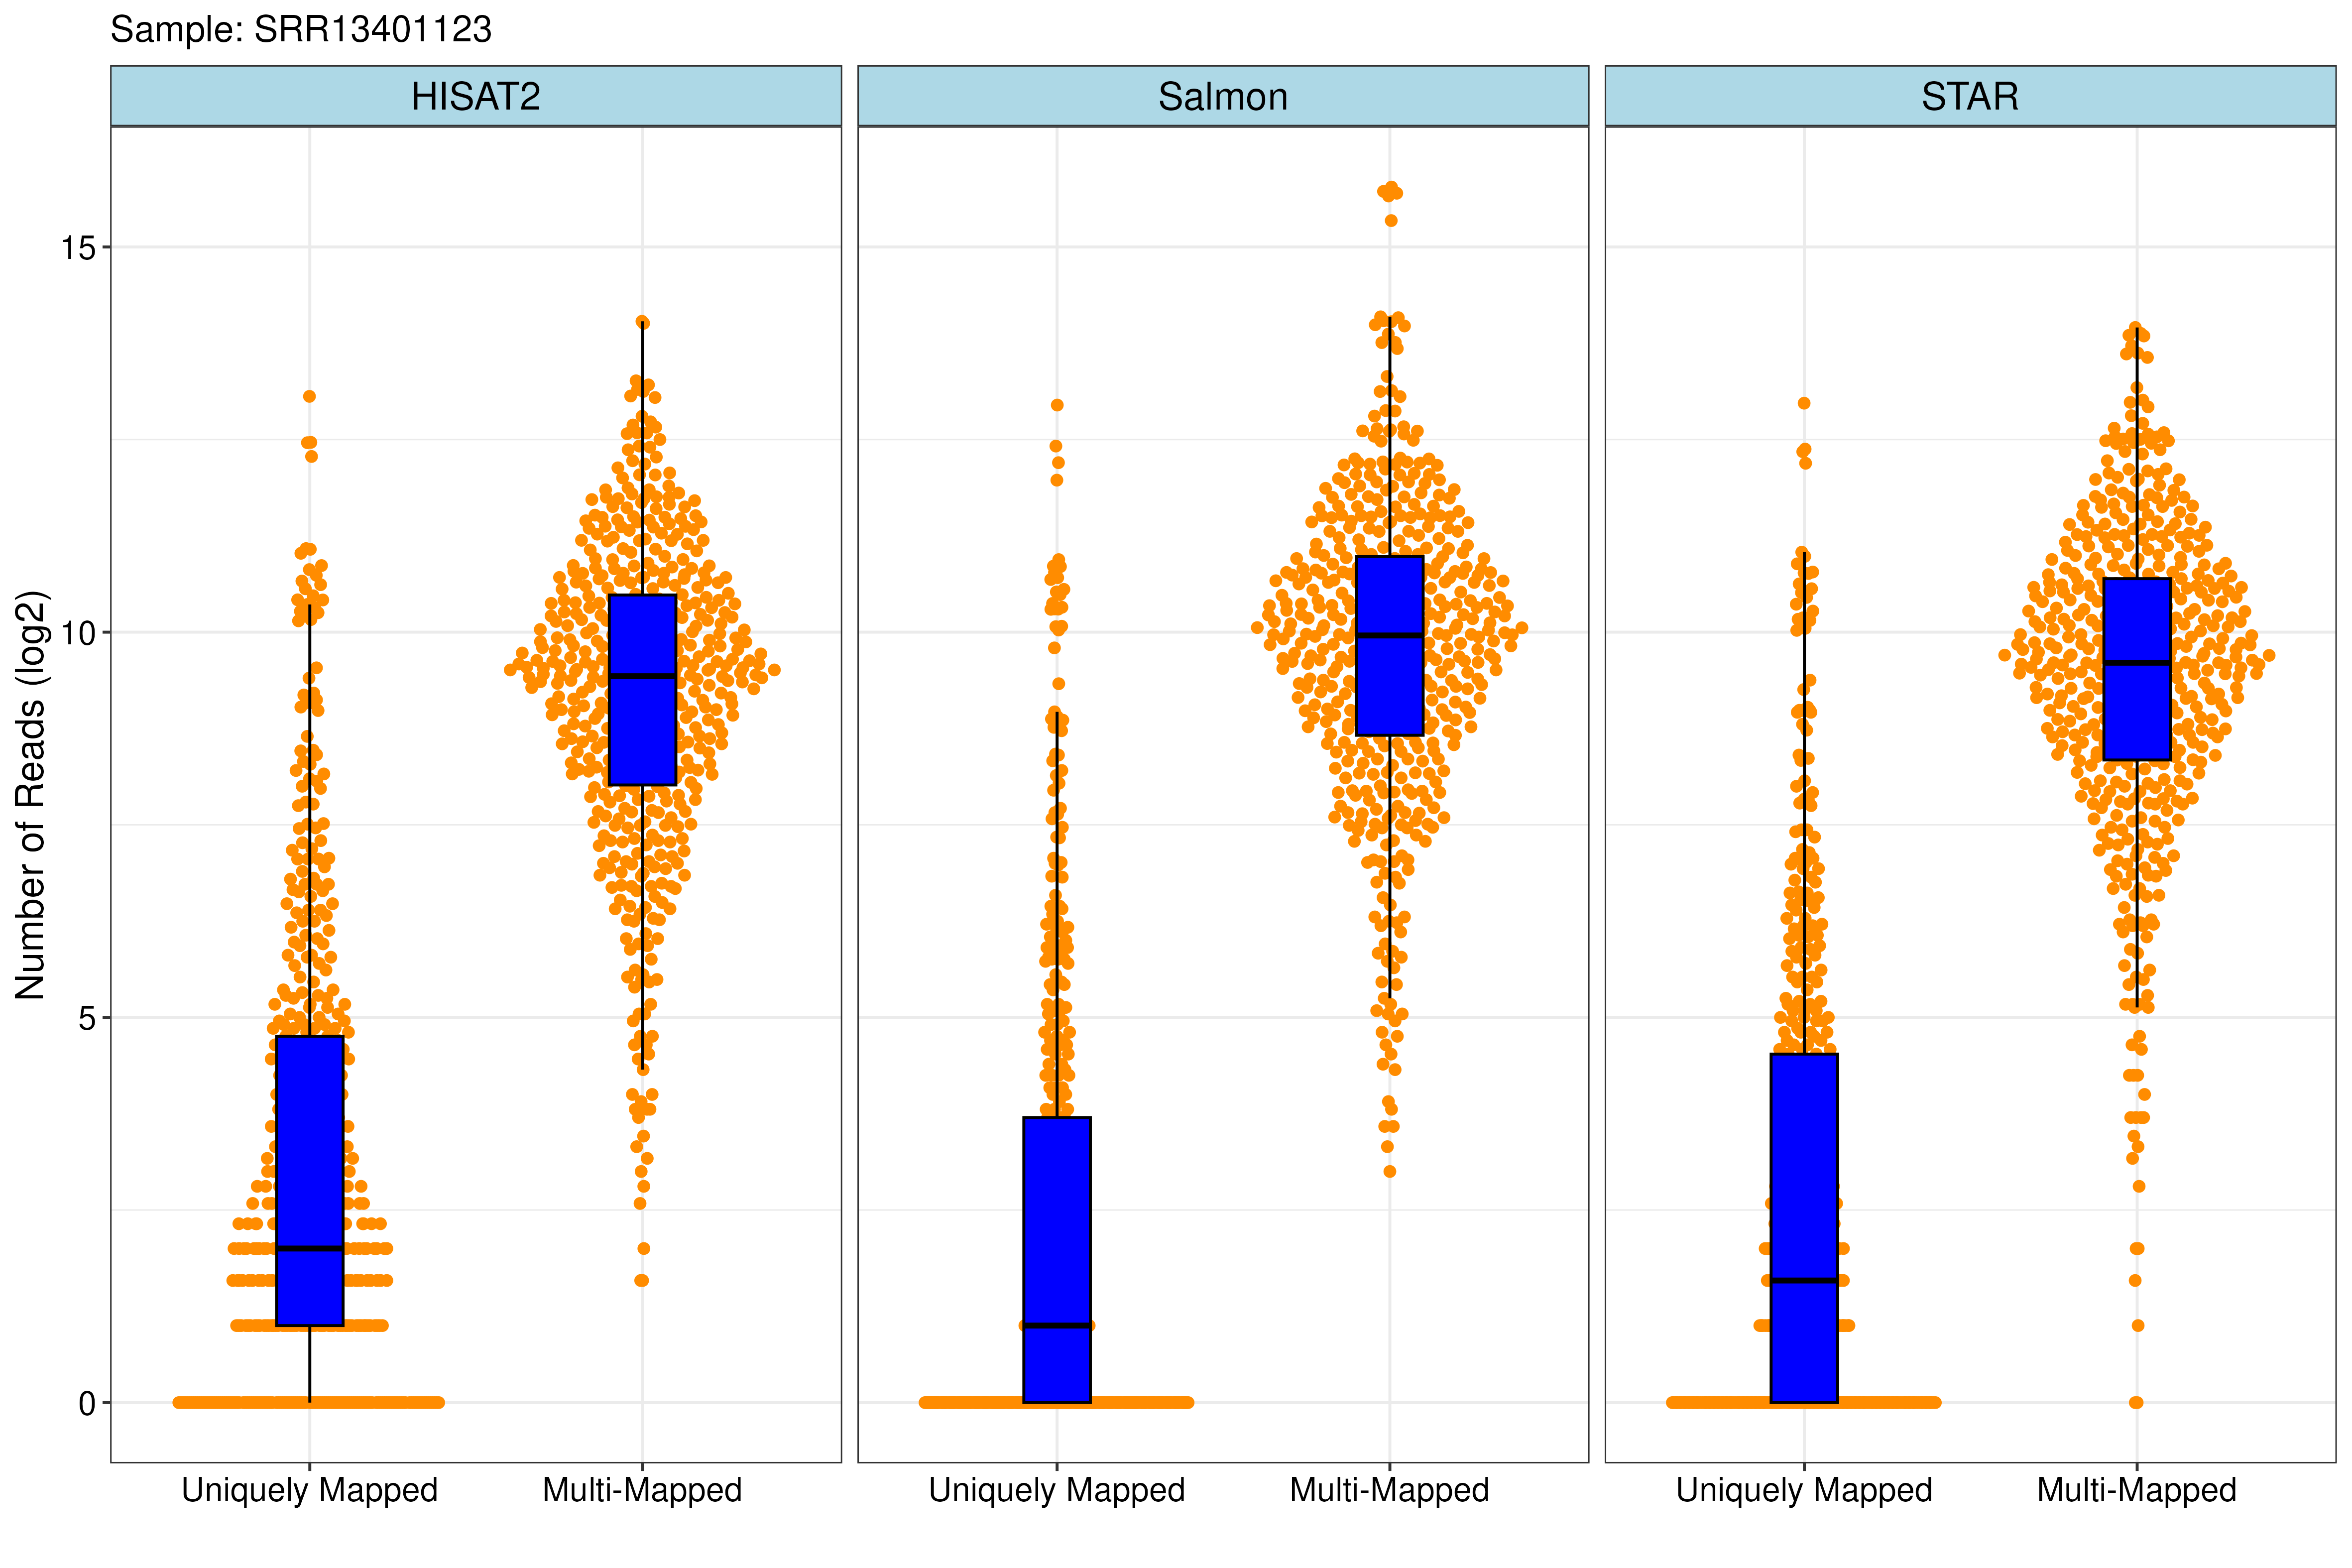 Sample: SRR13401123
HISAT2
Salmon
STAR
Number of Reads (log2)
15
10
5
0
Uniquely Mapped
Multi-Mapped
Uniquely Mapped
Multi-Mapped
Uniquely Mapped
Multi-Mapped